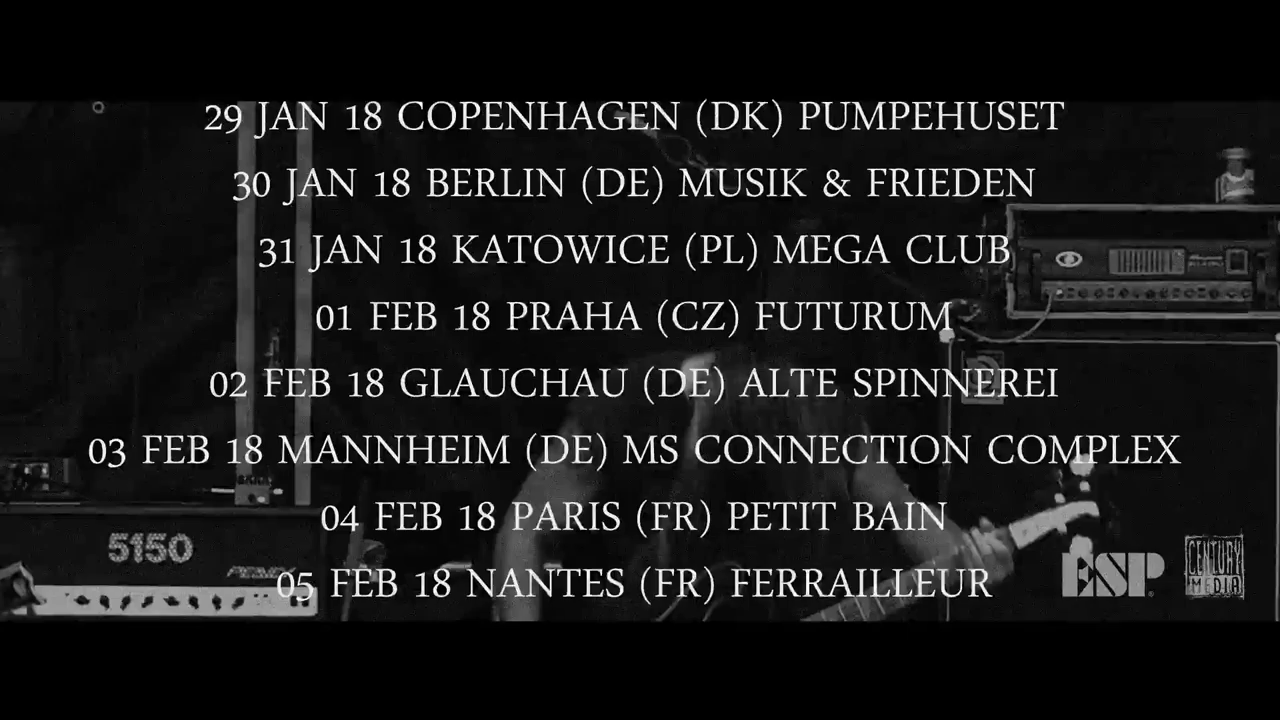 29 JAN 18 COPENHAGEN (DK) PUMPEHUSET
30 JAN 18 BERLIN (DE) MUSIK & FRIEDEN
31 JAN 18 KATOWICE (PL) MEGA CLUB
01 FEB 18 PRAHA (CZ) FUTURUM
02 FEB 18 GLAUCHAU (DE) ALTE SPINNEREI
03 FEB 18 MANNHEIM (DE) MS CONNECTION COMPLEX
04 FEB 18 PARIS (FR) PETIT BAIN
5150
05 FEB 18 NANTES (FR) FERRAILLEUR
ESP®
CENTURY
MEDIA